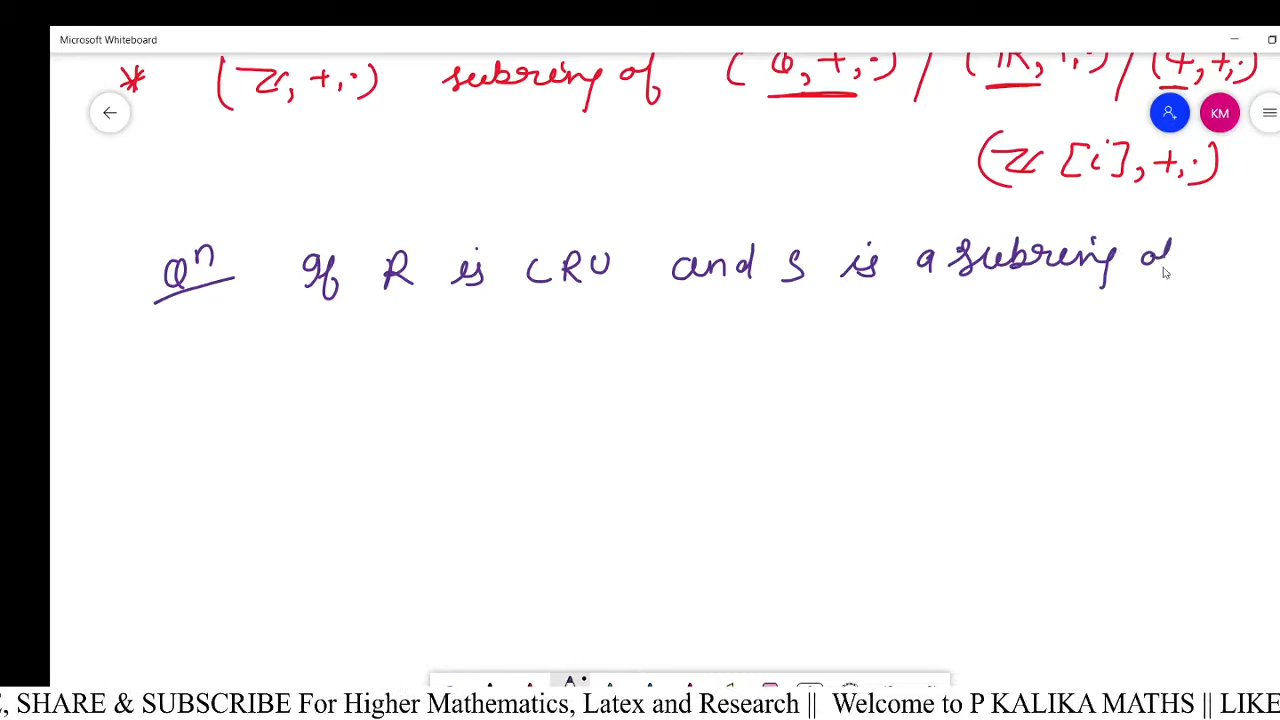 Microsoft Whiteboard
* (ℤ, +, ·) subring of (ℚ, +, ·) / (ℝ, +, ·) / (ℂ, +, ·)
KM
(ℤ [i], +, ·)
Qⁿ If R is CRU and S is a subring of
E, SHARE & SUBSCRIBE For Higher Mathematics, Latex and Research || Welcome to P KALIKA MATHS || LIKE